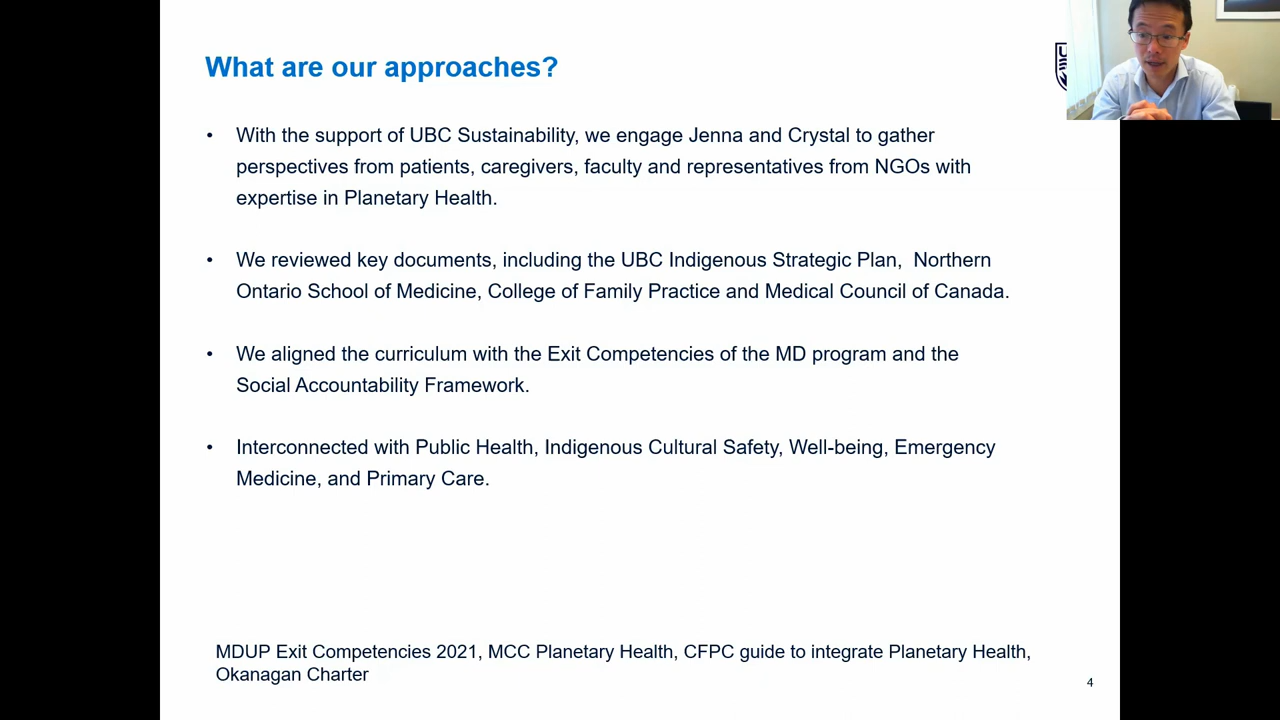 What are our approaches?
• With the support of UBC Sustainability, we engage Jenna and Crystal to gather
perspectives from patients, caregivers, faculty and representatives from NGOs with
expertise in Planetary Health.
• We reviewed key documents, including the UBC Indigenous Strategic Plan,  Northern
Ontario School of Medicine, College of Family Practice and Medical Council of Canada.
• We aligned the curriculum with the Exit Competencies of the MD program and the
Social Accountability Framework.
• Interconnected with Public Health, Indigenous Cultural Safety, Well-being, Emergency
Medicine, and Primary Care.
MDUP Exit Competencies 2021, MCC Planetary Health, CFPC guide to integrate Planetary Health,
Okanagan Charter
4